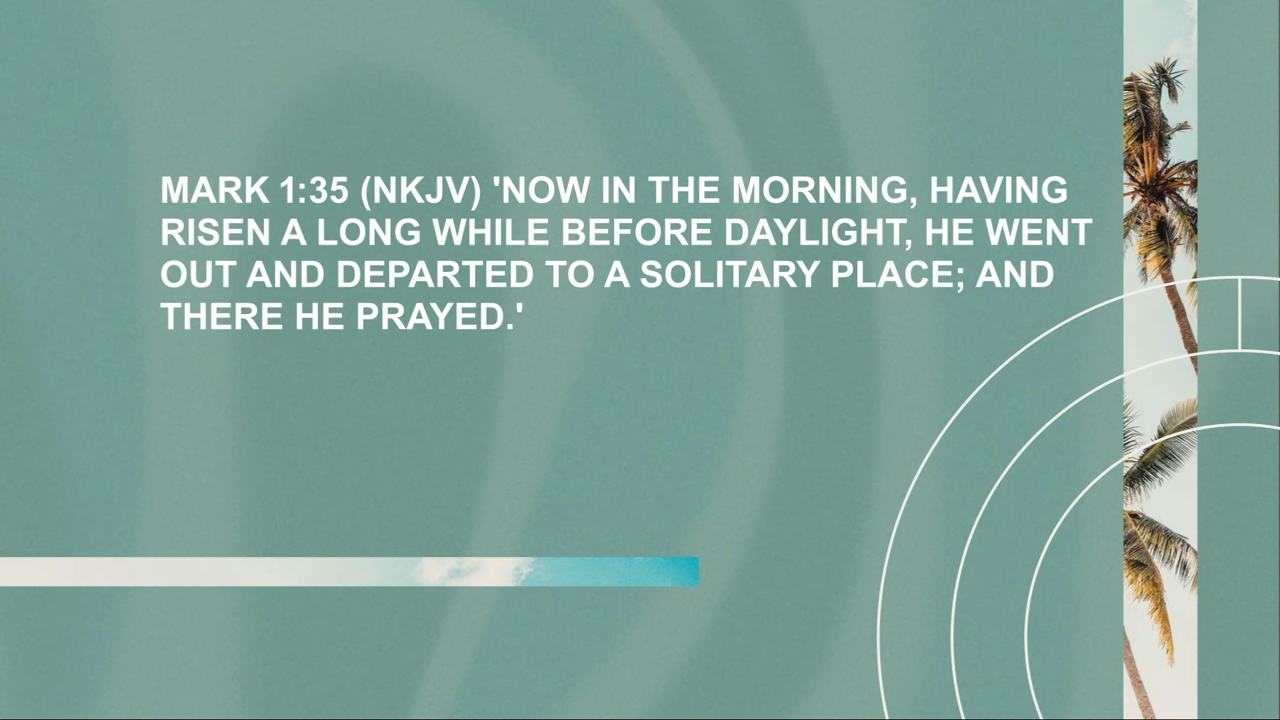 MARK 1:35 (NKJV) 'NOW IN THE MORNING, HAVING
RISEN A LONG WHILE BEFORE DAYLIGHT, HE WENT
OUT AND DEPARTED TO A SOLITARY PLACE; AND
THERE HE PRAYED.'